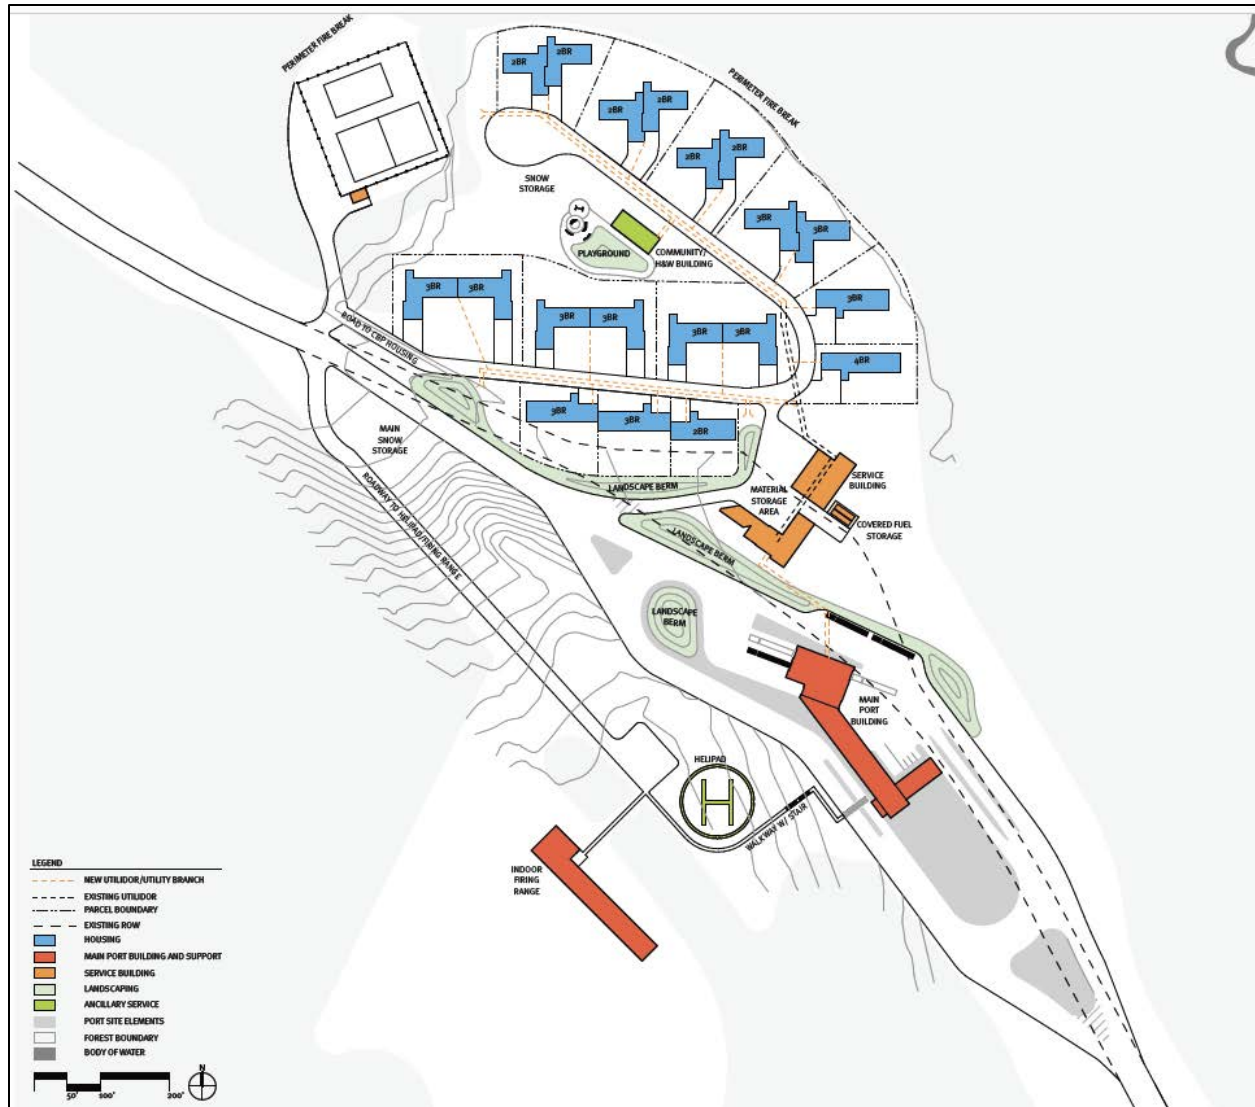 PERIMETER FIRE BREAK
2BR
2BR
2BR
2BR
PERIMETER FIRE BREAK
2BR
2BR
SNOW
STORAGE
3BR
3BR
PLAYGROUND
COMMUNITY/
H&W BUILDING
3BR
3BR
3BR
3BR
3BR
3BR
3BR
4BR
ROAD TO CBP HOUSING
3BR
3BR
2BR
MAIN
SNOW
STORAGE
LANDSCAPE BERM
MATERIAL
STORAGE
AREA
SERVICE
BUILDING
COVERED FUEL
STORAGE
ROADWAY TO HELIPAD/FIRING RANGE
LANDSCAPE BERM
LANDSCAPE
BERM
MAIN
PORT
BUILDING
HELIPAD
H
WALKWAY W/ STAIR
INDOOR
FIRING
RANGE
LEGEND
NEW UTILIDOR/UTILITY BRANCH
EXISTING UTILIDOR
PARCEL BOUNDARY
EXISTING ROW
HOUSING
MAIN PORT BUILDING AND SUPPORT
SERVICE BUILDING
LANDSCAPING
ANCILLARY SERVICE
PORT SITE ELEMENTS
FOREST BOUNDARY
BODY OF WATER
N
50' 100' 200'